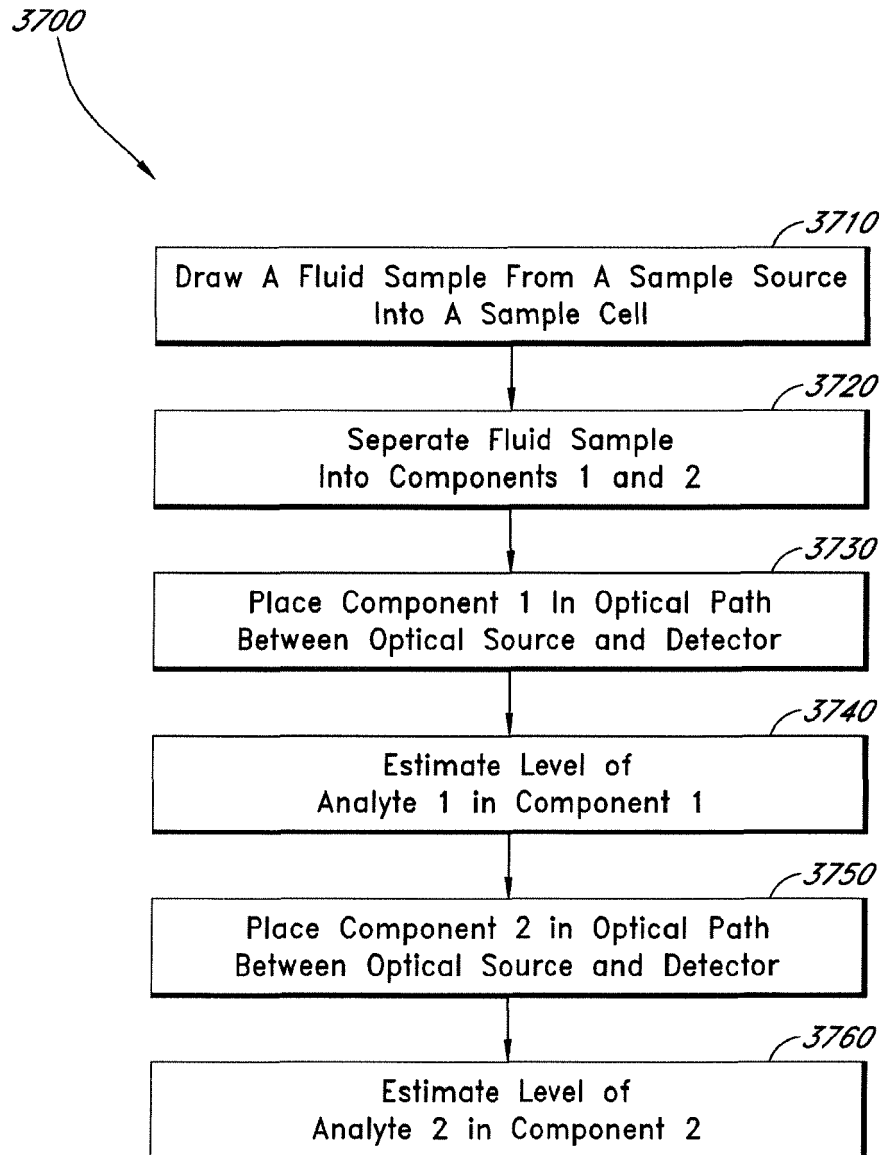 3700
3710
Draw A Fluid Sample From A Sample Source
Into A Sample Cell
3720
Seperate Fluid Sample
Into Components 1 and 2
3730
Place Component 1 In Optical Path
Between Optical Source and Detector
3740
Estimate Level of
Analyte 1 in Component 1
3750
Place Component 2 in Optical Path
Between Optical Source and Detector
3760
Estimate Level of
Analyte 2 in Component 2